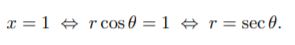 x = 1 ⇔ r cos θ = 1 ⇔ r = sec θ.